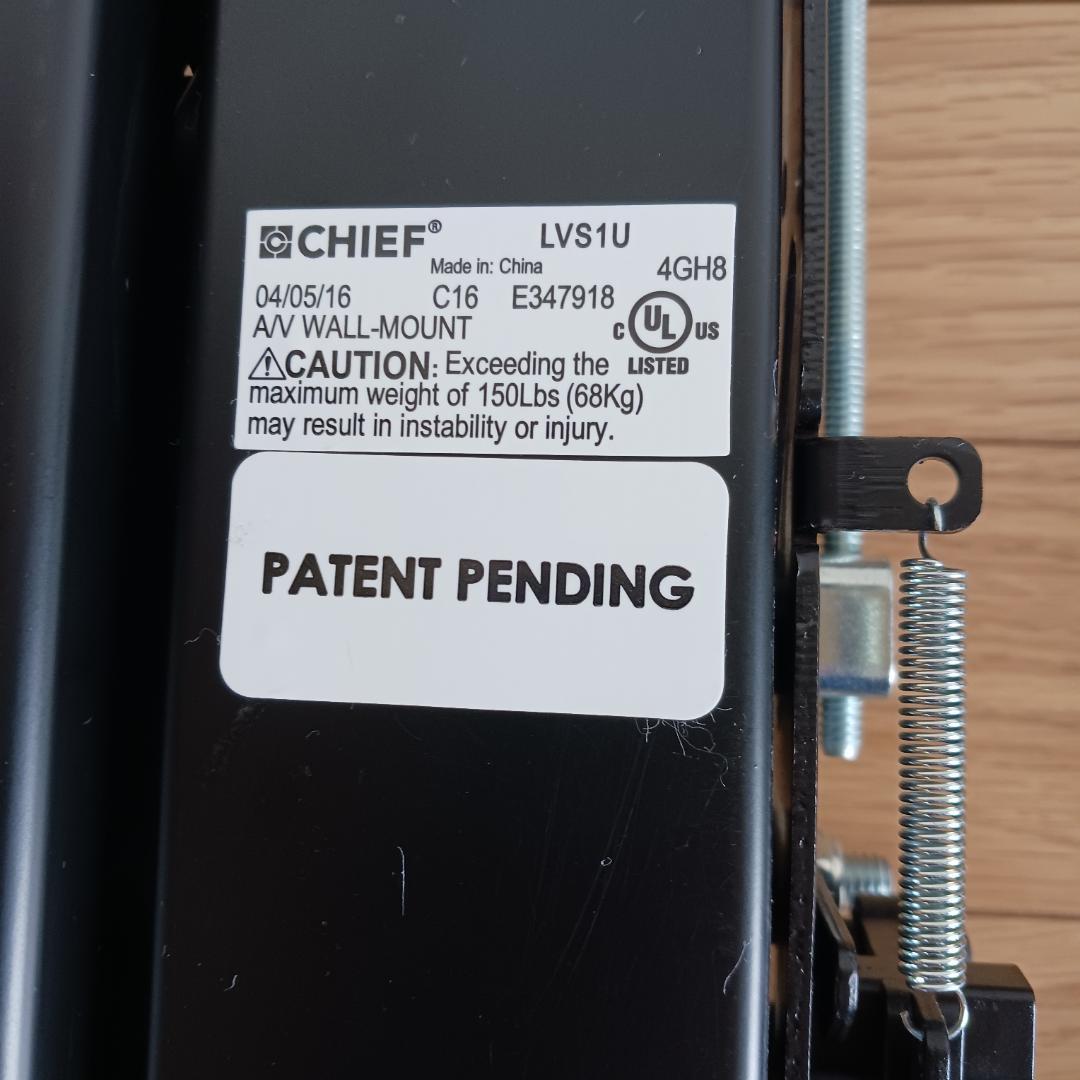 CHIEF® LVS1U
Made in: China 4GH8
04/05/16 C16 E347918
A/V WALL-MOUNT C UL US
⚠CAUTION: Exceeding the LISTED
maximum weight of 150Lbs (68Kg)
may result in instability or injury.
PATENT PENDING